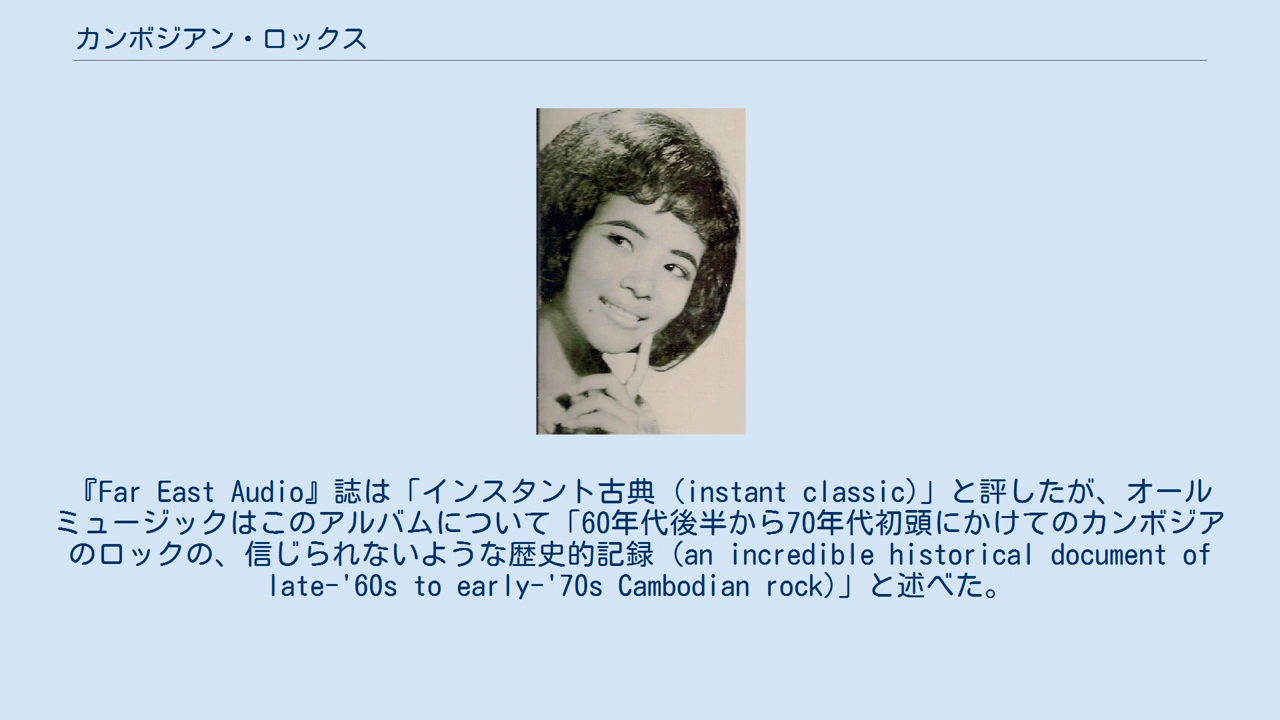 カンボジアン・ロックス
『Far East Audio』誌は「インスタント古典（instant classic)」と評したが、オール
ミュージックはこのアルバムについて「60年代後半から70年代初頭にかけてのカンボジア
のロックの、信じられないような歴史的記録（an incredible historical document of
late-'60s to early-'70s Cambodian rock)」と述べた。